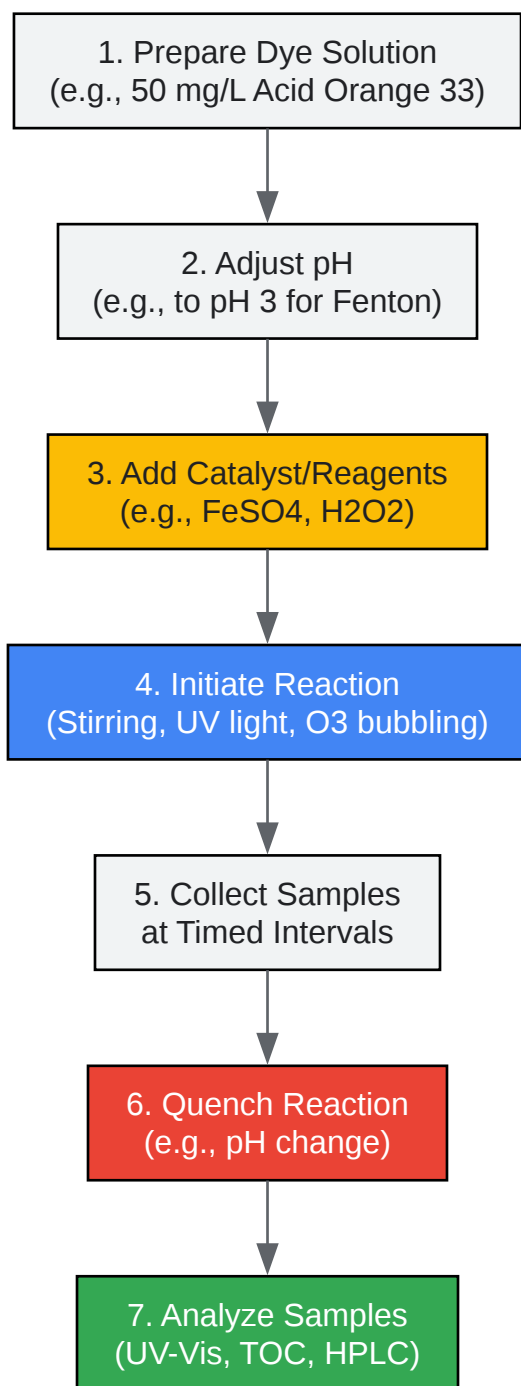 1. Prepare Dye Solution
(e.g., 50 mg/L Acid Orange 33)
2. Adjust pH
(e.g., to pH 3 for Fenton)
3. Add Catalyst/Reagents
(e.g., FeSO4, H2O2)
4. Initiate Reaction
(Stirring, UV light, O3 bubbling)
5. Collect Samples
at Timed Intervals
6. Quench Reaction
(e.g., pH change)
7. Analyze Samples
(UV-Vis, TOC, HPLC)